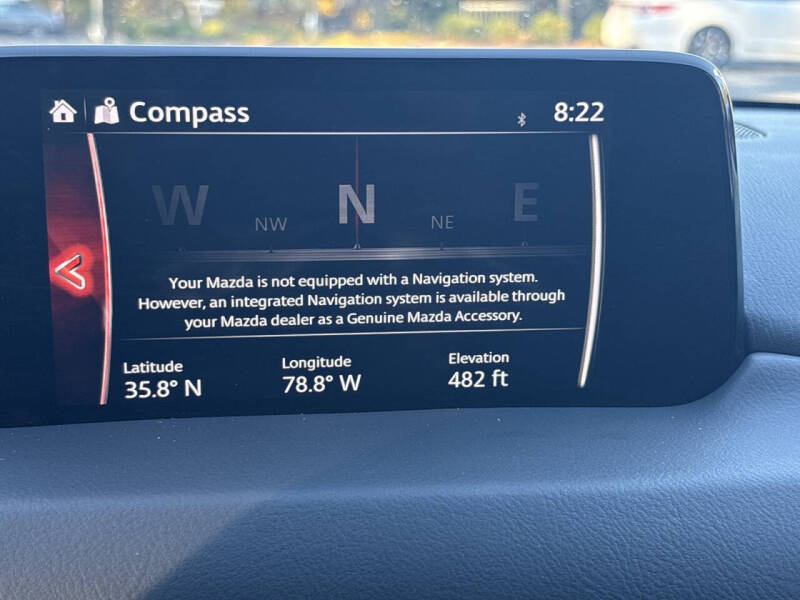 Compass
8:22
W NW N NE E
Your Mazda is not equipped with a Navigation system.
However, an integrated Navigation system is available through
your Mazda dealer as a Genuine Mazda Accessory.
Latitude Longitude Elevation
35.8° N 78.8° W 482 ft